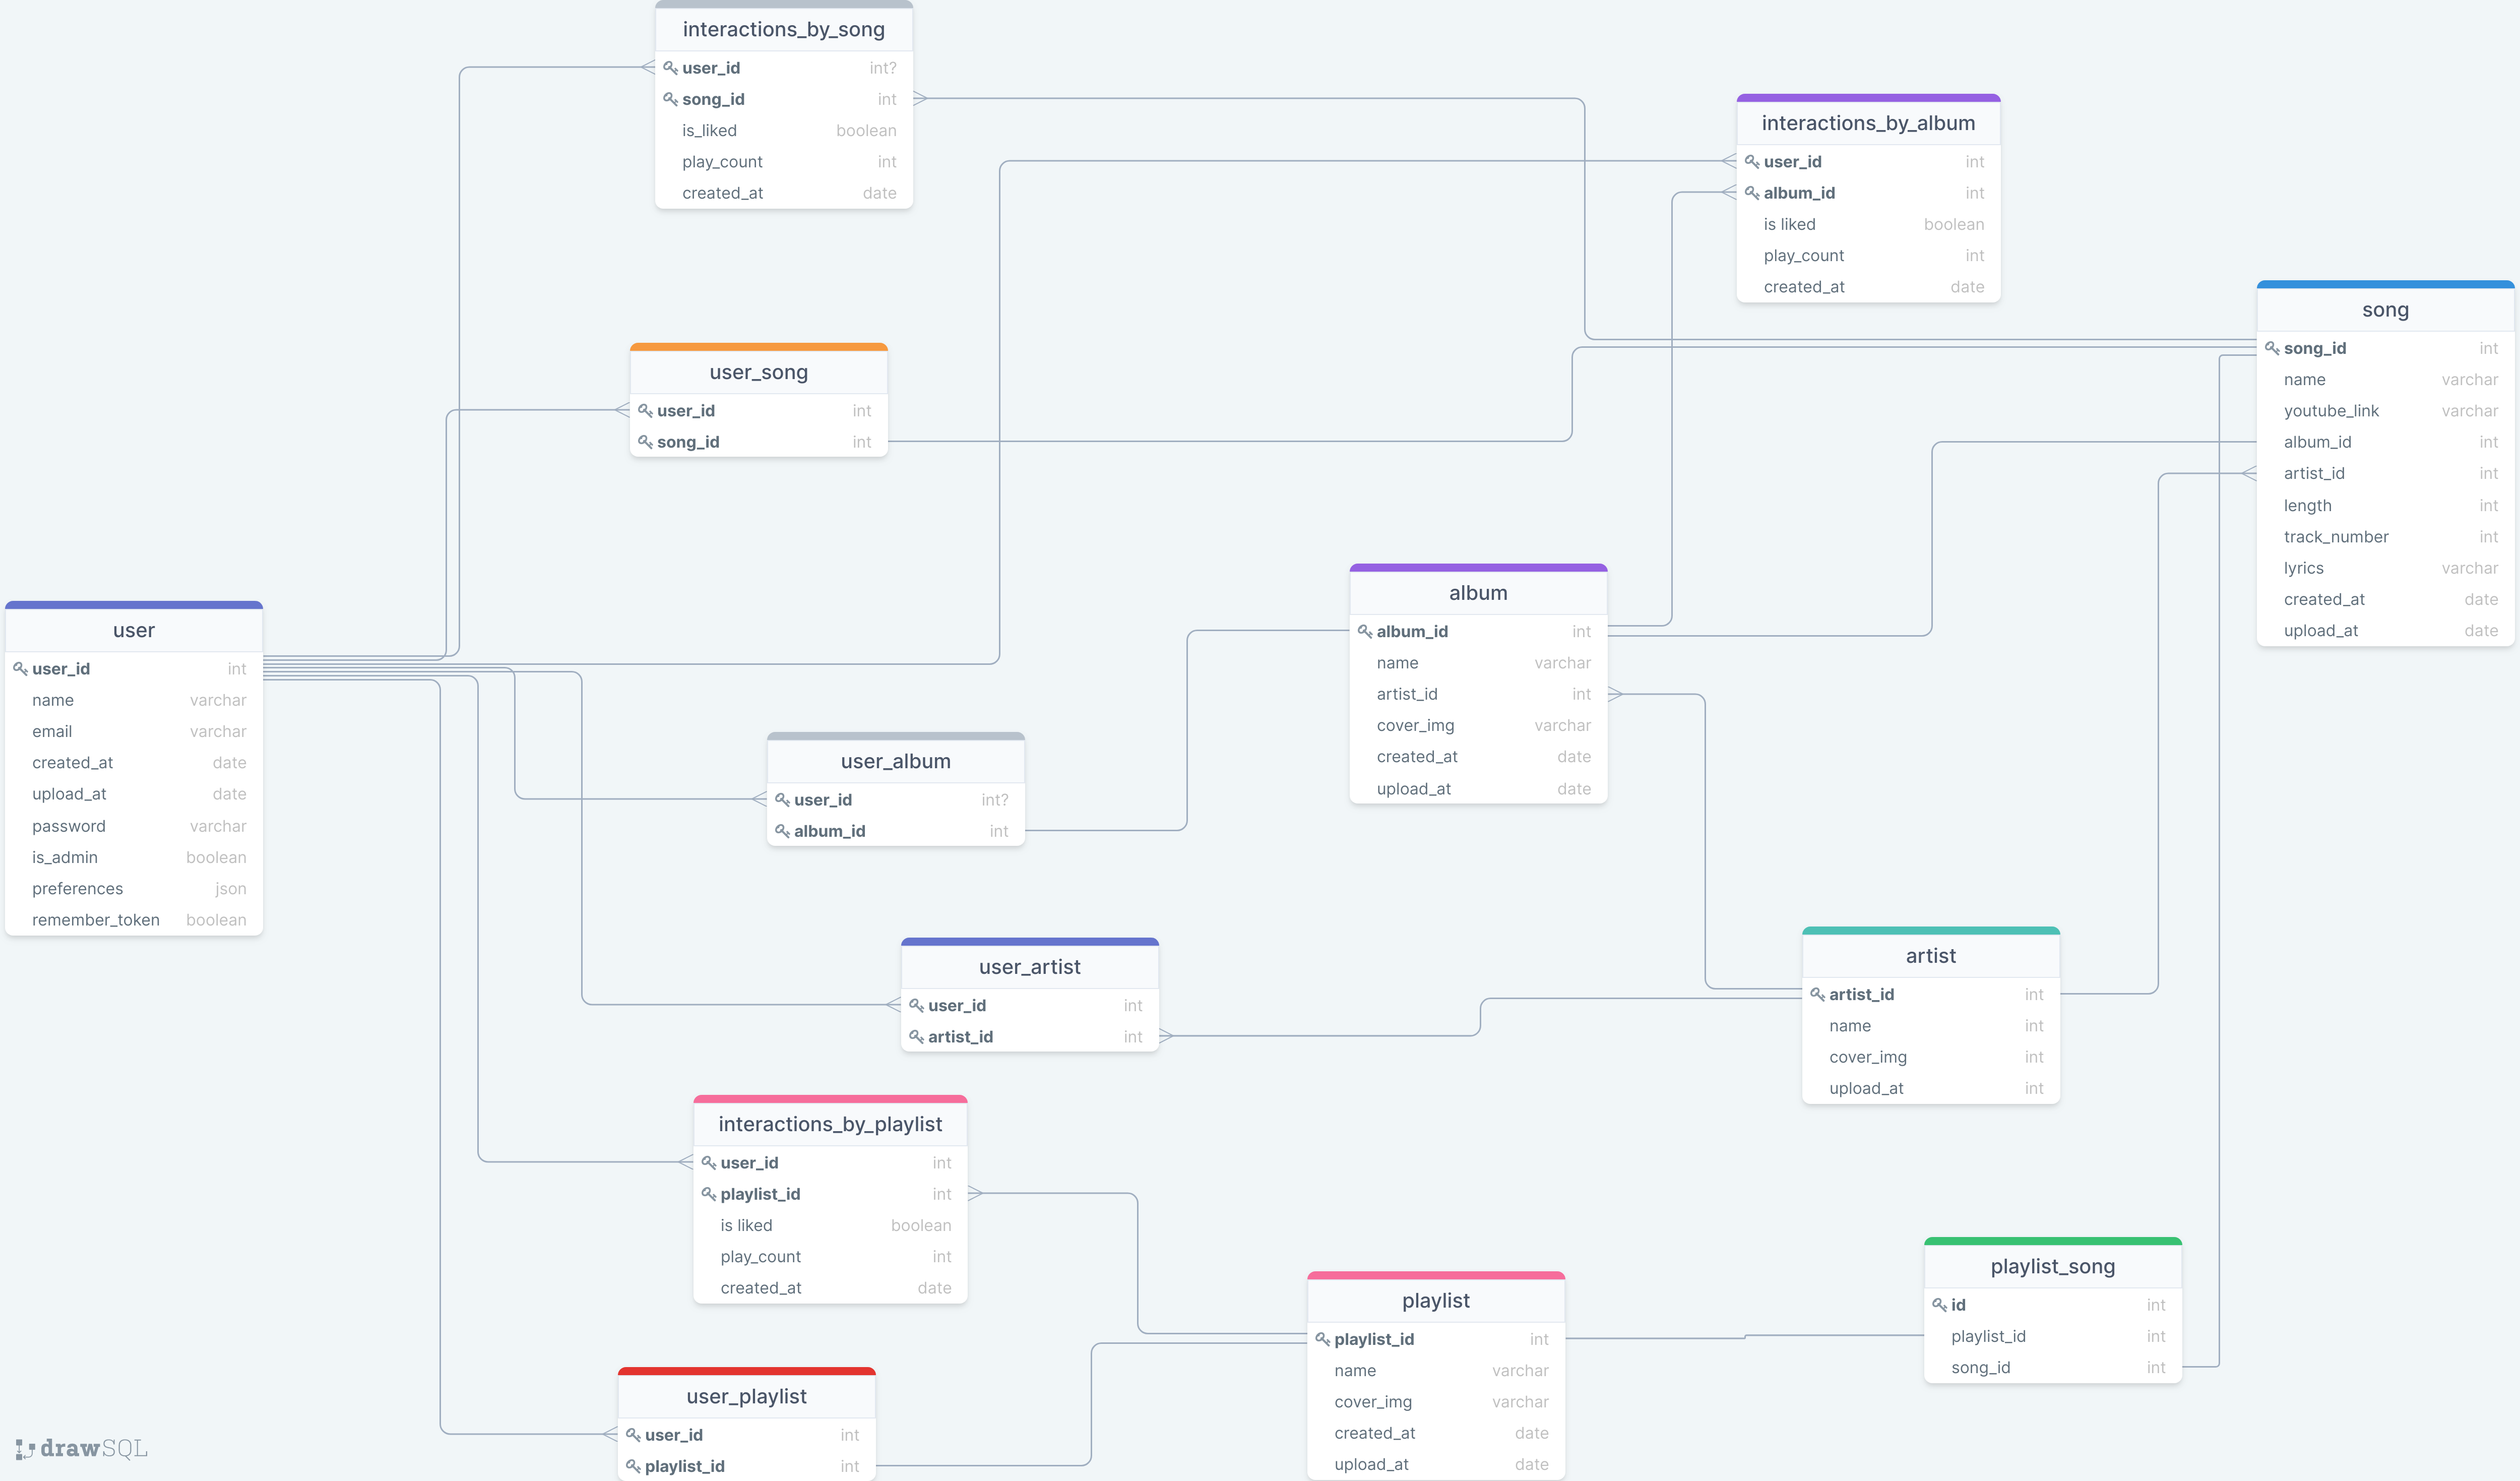 interactions_by_song
user_id int?
song_id int
is_liked boolean
play_count int
created_at date
interactions_by_album
user_id int
album_id int
is liked boolean
play_count int
created_at date
song
song_id int
name varchar
youtube_link varchar
album_id int
artist_id int
length int
track_number int
lyrics varchar
created_at date
upload_at date
user_song
user_id int
song_id int
album
album_id int
name varchar
artist_id int
cover_img varchar
created_at date
upload_at date
user
user_id int
name varchar
email varchar
created_at date
upload_at date
password varchar
is_admin boolean
preferences json
remember_token boolean
user_album
user_id int?
album_id int
user_artist
user_id int
artist_id int
artist
artist_id int
name int
cover_img int
upload_at int
interactions_by_playlist
user_id int
playlist_id int
is liked boolean
play_count int
created_at date
playlist_song
id int
playlist_id int
song_id int
playlist
playlist_id int
name varchar
cover_img varchar
created_at date
upload_at date
user_playlist
user_id int
playlist_id int
drawSQL